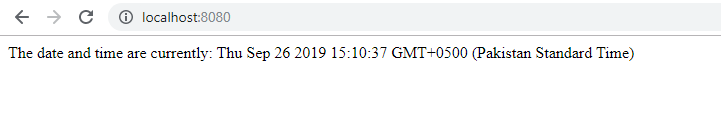 localhost:8080
The date and time are currently: Thu Sep 26 2019 15:10:37 GMT+0500 (Pakistan Standard Time)